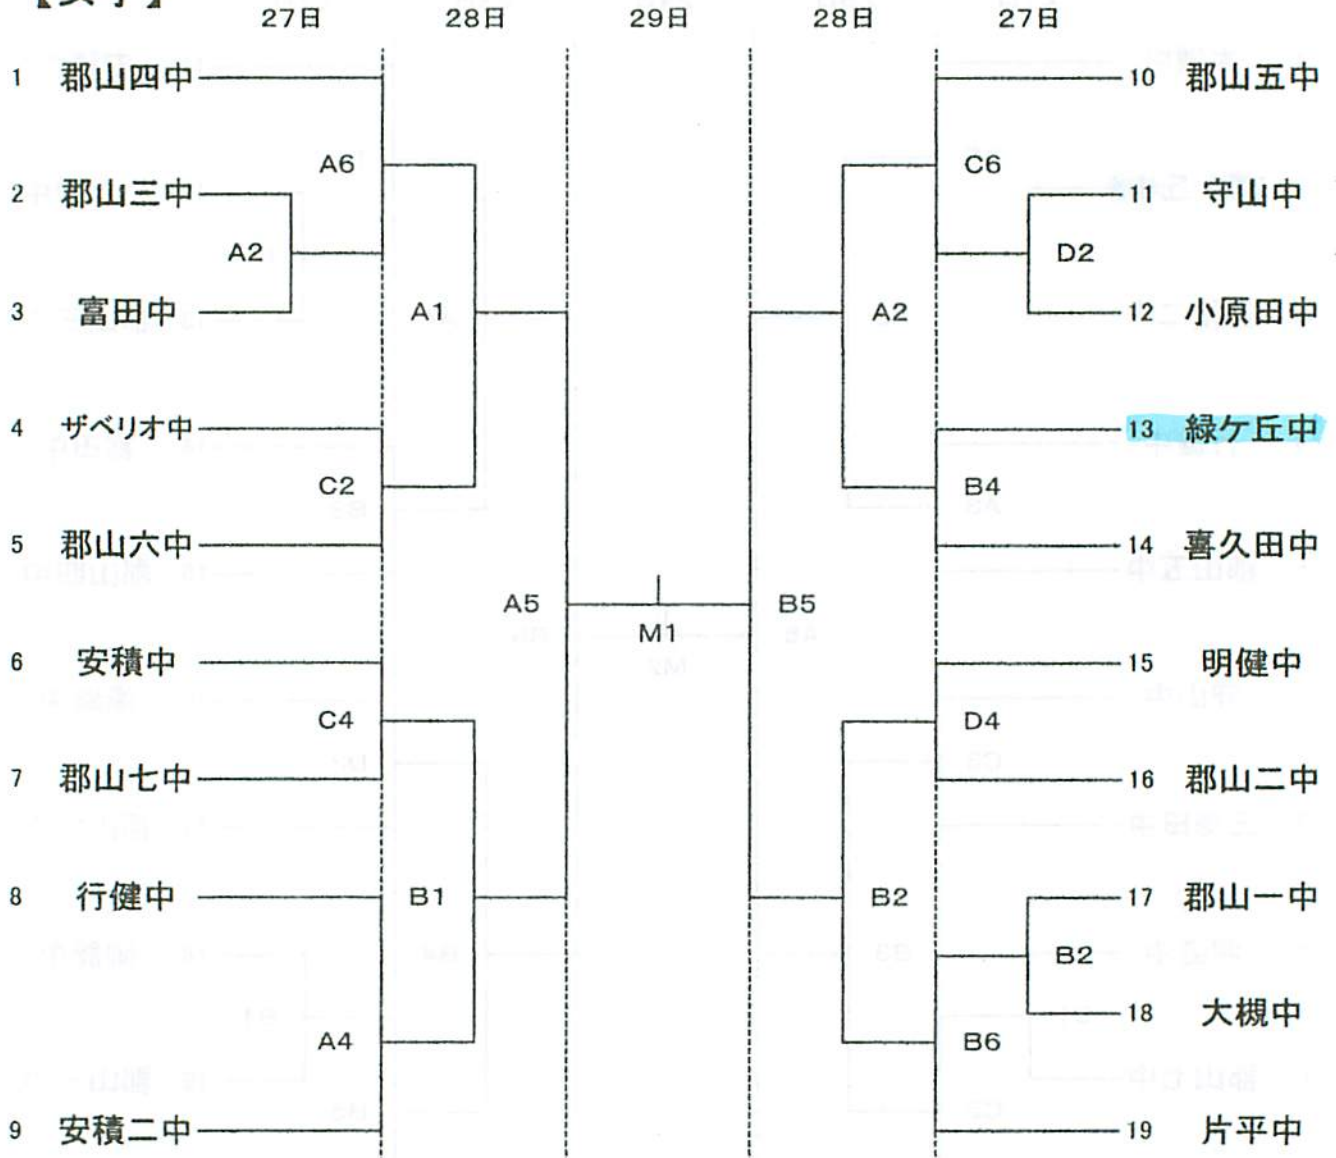 【女子】
27日 28日 29日 28日 27日
1 郡山四中
10 郡山五中
A6
C6
2 郡山三中
11 守山中
A2
D2
3 富田中
A1
A2
12 小原田中
4 ザベリオ中
13 緑ケ丘中
C2
B4
5 郡山六中
14 喜久田中
A5
M1
B5
6 安積中
15 明健中
C4
D4
7 郡山七中
16 郡山二中
8 行健中
B1
B2
17 郡山一中
B2
18 大槻中
A4
B6
9 安積二中
19 片平中